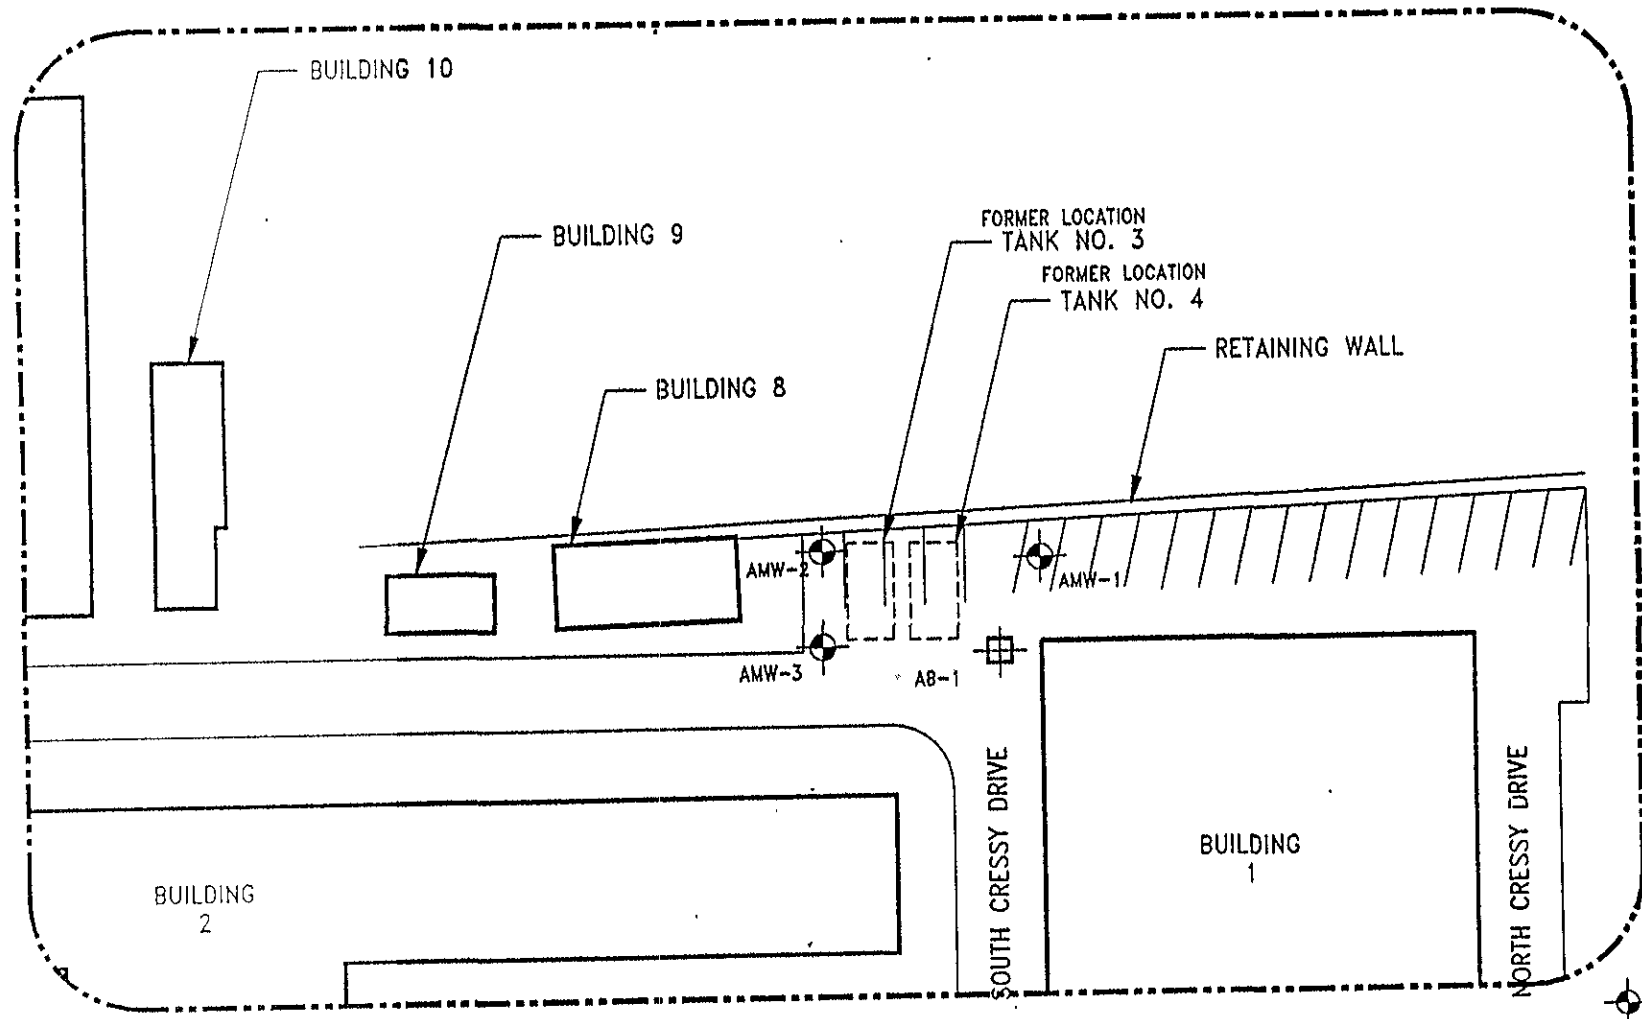 BUILDING 10
FORMER LOCATION
TANK NO. 3
BUILDING 9
FORMER LOCATION
TANK NO. 4
RETAINING WALL
BUILDING 8
AMW-2
AMW-1
AMW-3
AB-1
SOUTH CRESSY DRIVE
NORTH CRESSY DRIVE
BUILDING
1
BUILDING
2